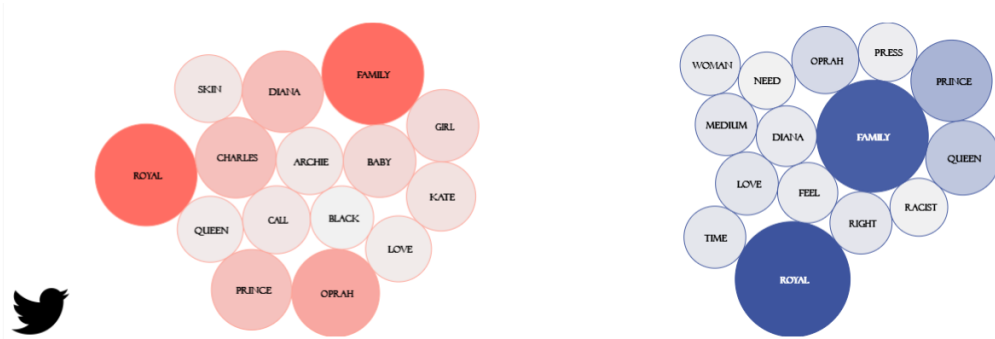 SKIN
DIANA
FAMILY
GIRL
ROYAL
CHARLES
ARCHIE
BABY
KATE
QUEEN
CALL
BLACK
LOVE
PRINCE
OPRAH
WOMAN
NEED
OPRAH
PRESS
PRINCE
MEDIUM
DIANA
FAMILY
QUEEN
LOVE
FEEL
RIGHT
RACIST
TIME
ROYAL